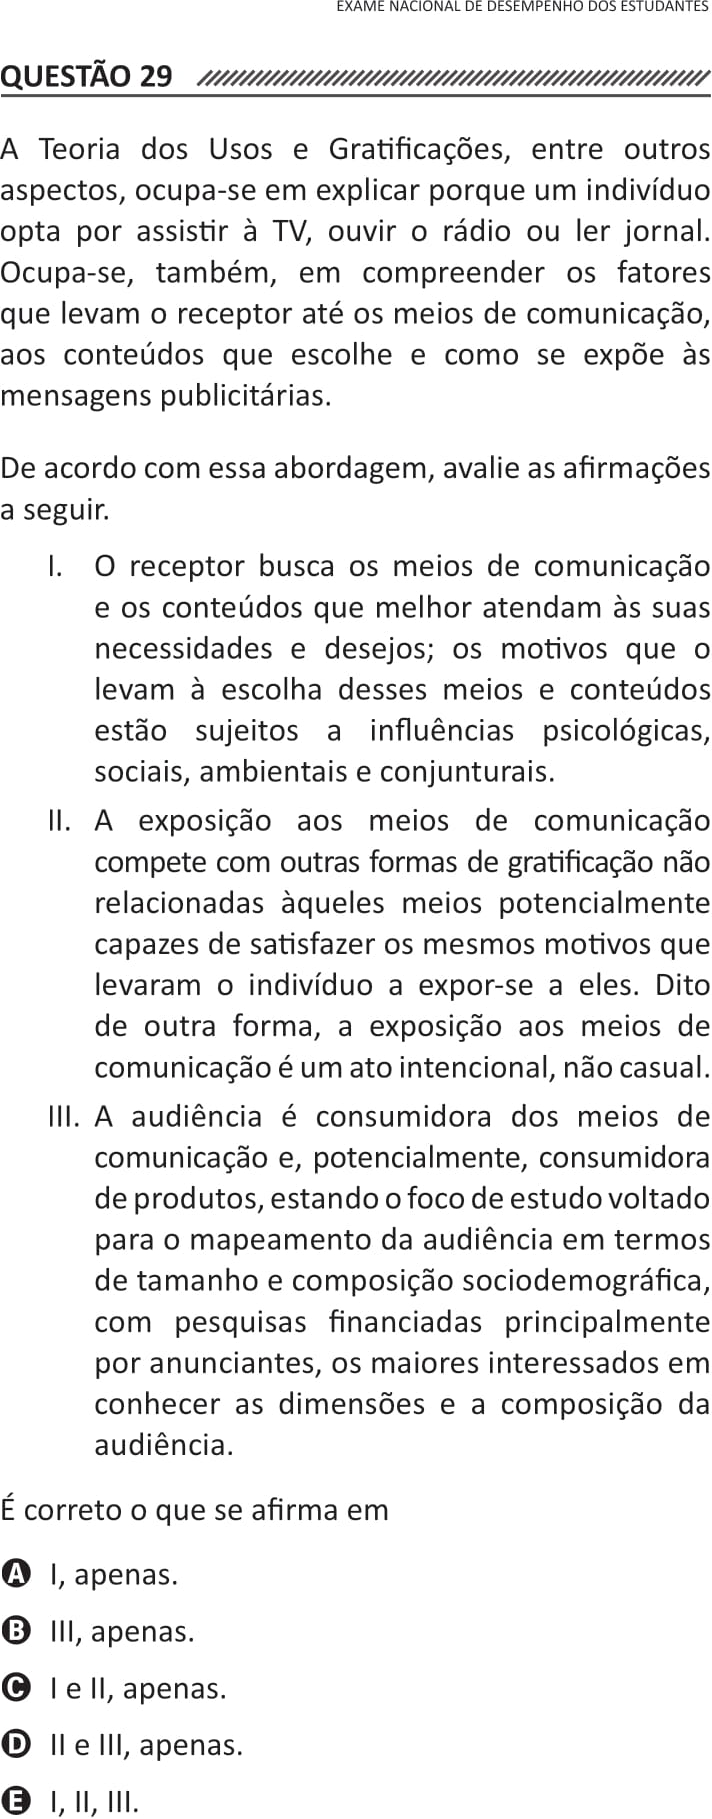 EXAME NACIONAL DE DESEMPENHO DOS ESTUDANTES
QUESTÃO 29
A Teoria dos Usos e Gratificações, entre outros
aspectos, ocupa-se em explicar porque um indivíduo
opta por assistir à TV, ouvir o rádio ou ler jornal.
Ocupa-se, também, em compreender os fatores
que levam o receptor até os meios de comunicação,
aos conteúdos que escolhe e como se expõe às
mensagens publicitárias.
De acordo com essa abordagem, avalie as afirmações
a seguir.
I. O receptor busca os meios de comunicação
e os conteúdos que melhor atendam às suas
necessidades e desejos; os motivos que o
levam à escolha desses meios e conteúdos
estão sujeitos a influências psicológicas,
sociais, ambientais e conjunturais.
II. A exposição aos meios de comunicação
compete com outras formas de gratificação não
relacionadas àqueles meios potencialmente
capazes de satisfazer os mesmos motivos que
levaram o indivíduo a expor-se a eles. Dito
de outra forma, a exposição aos meios de
comunicação é um ato intencional, não casual.
III. A audiência é consumidora dos meios de
comunicação e, potencialmente, consumidora
de produtos, estando o foco de estudo voltado
para o mapeamento da audiência em termos
de tamanho e composição sociodemográfica,
com pesquisas financiadas principalmente
por anunciantes, os maiores interessados em
conhecer as dimensões e a composição da
audiência.
É correto o que se afirma em
A I, apenas.
B III, apenas.
C I e II, apenas.
D II e III, apenas.
E I, II, III.